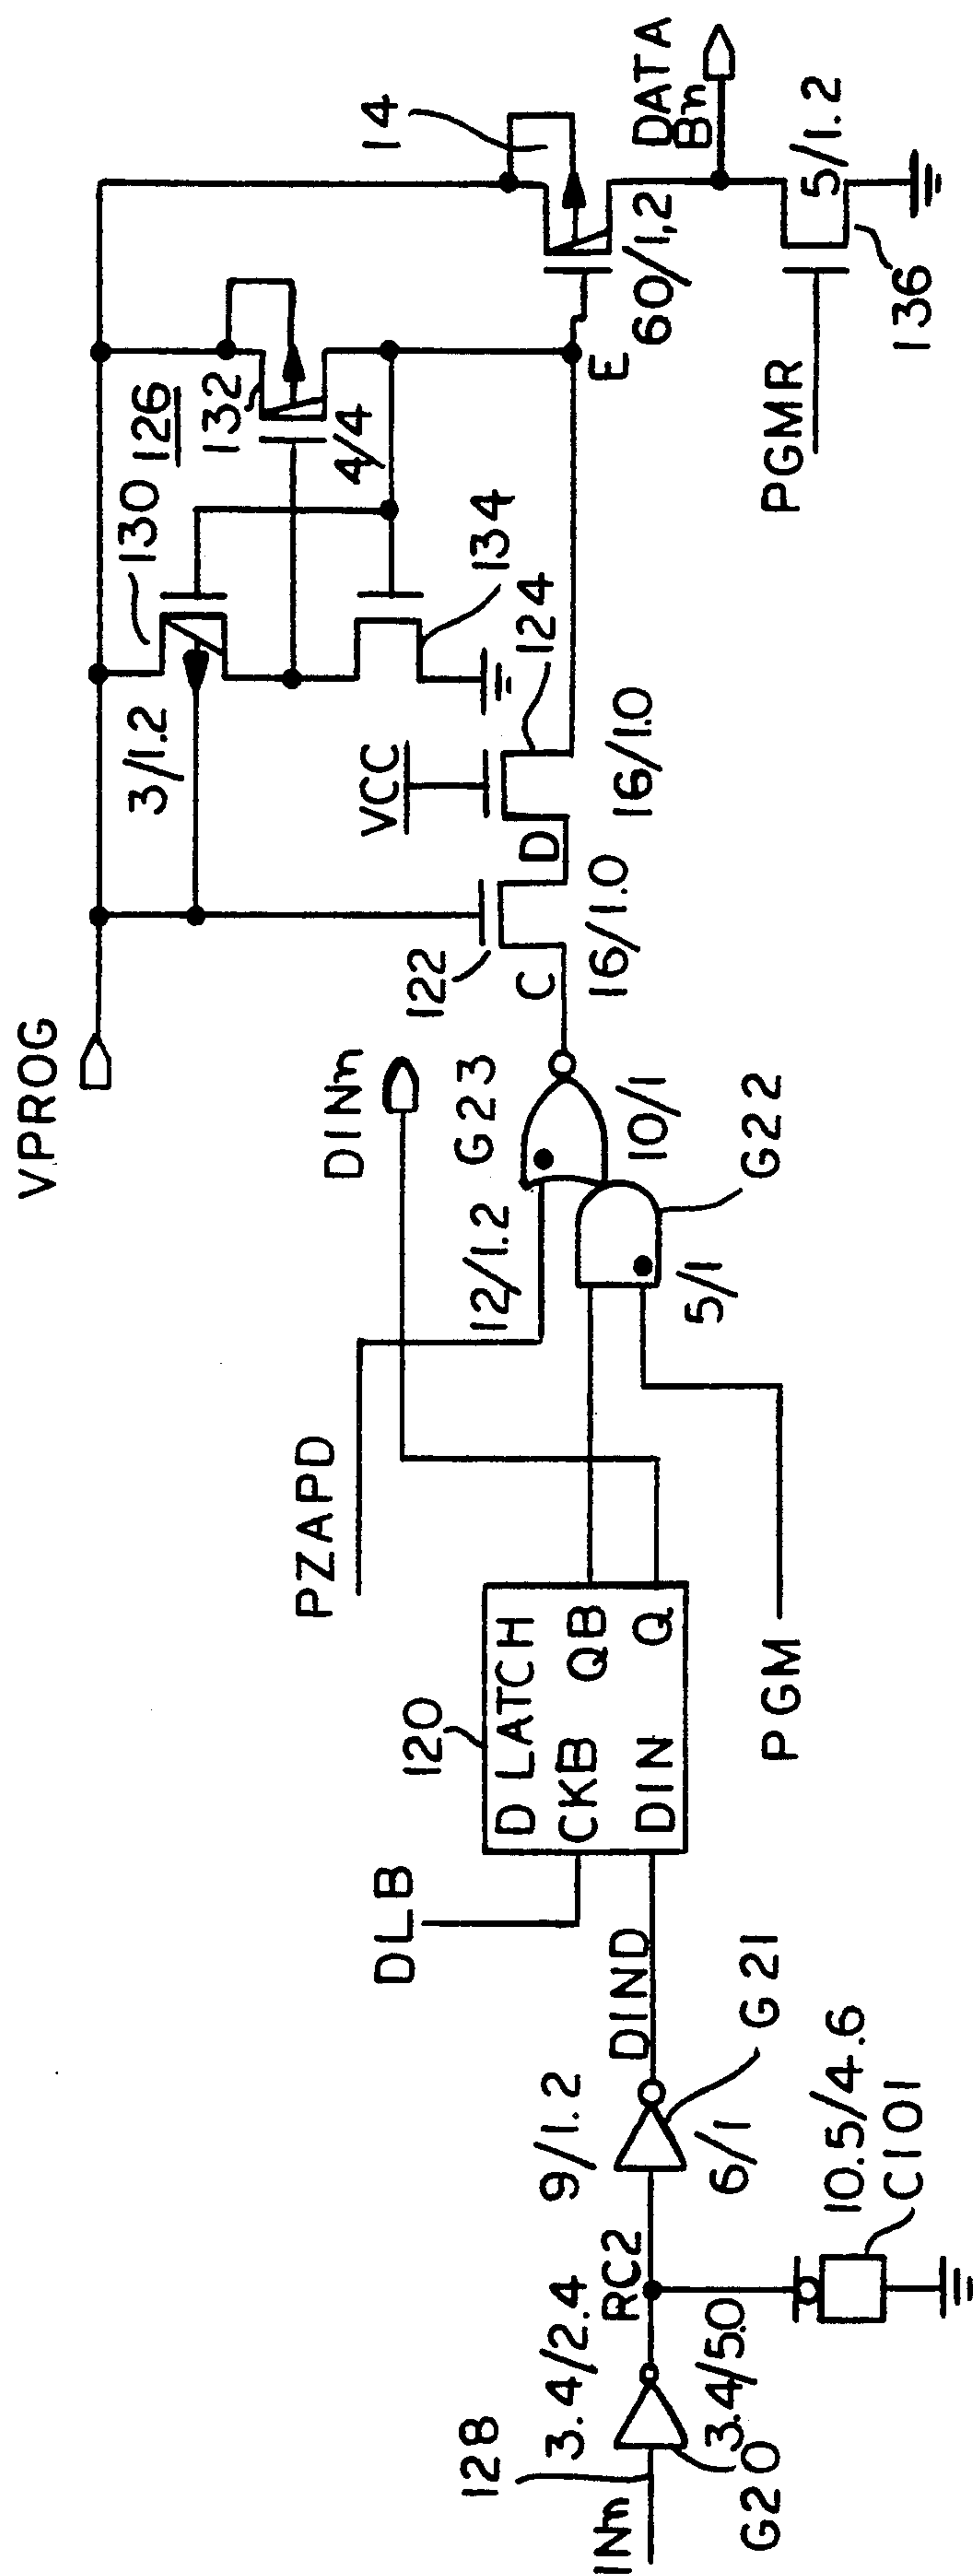 VPROG
130
126
132
14
3/1.2
4/4
134
124
VCC
122
C
D
E
60/1,2
DATA
Bn
5/1.2
136
PGMR
16/1.0
16/1.0
DINn
G23
PZAPD
12/1.2
10/1
G22
5/1
PGM
120
D LATCH
CKB QB
DIN Q
DLB
DIND
9/1.2
G21
6/1
RC2
10.5/4.6
C101
128
3.4/2.4
3.4/5.0
G20
INn